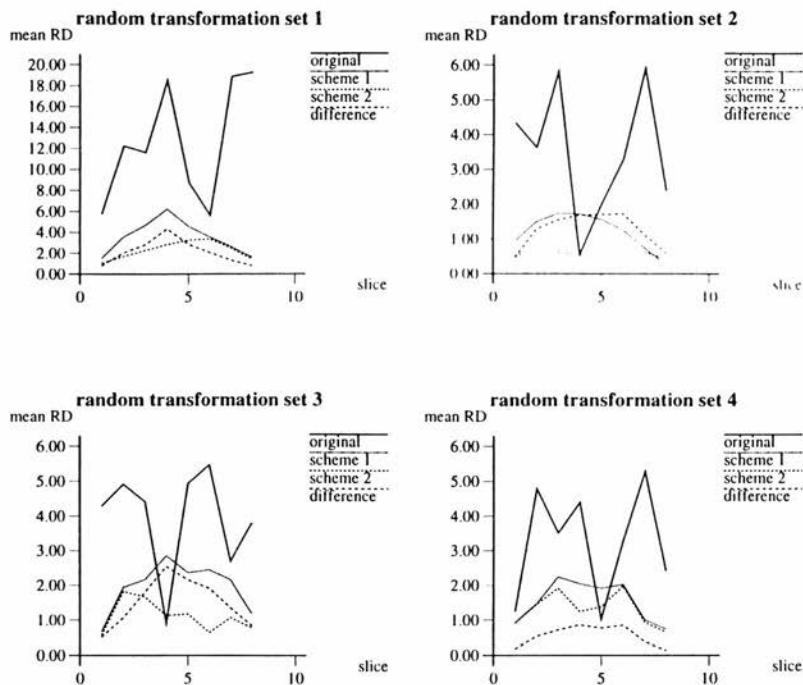 random transformation set 1
mean RD
original
scheme 1
scheme 2
difference
20.00
18.00
16.00
14.00
12.00
10.00
8.00
6.00
4.00
2.00
0.00
0
5
10
slice
random transformation set 2
mean RD
original
scheme 1
scheme 2
difference
6.00
5.00
4.00
3.00
2.00
1.00
0.00
0
5
10
slice
random transformation set 3
mean RD
original
scheme 1
scheme 2
difference
6.00
5.00
4.00
3.00
2.00
1.00
0.00
0
5
10
slice
random transformation set 4
mean RD
original
scheme 1
scheme 2
difference
6.00
5.00
4.00
3.00
2.00
1.00
0.00
0
5
10
slice